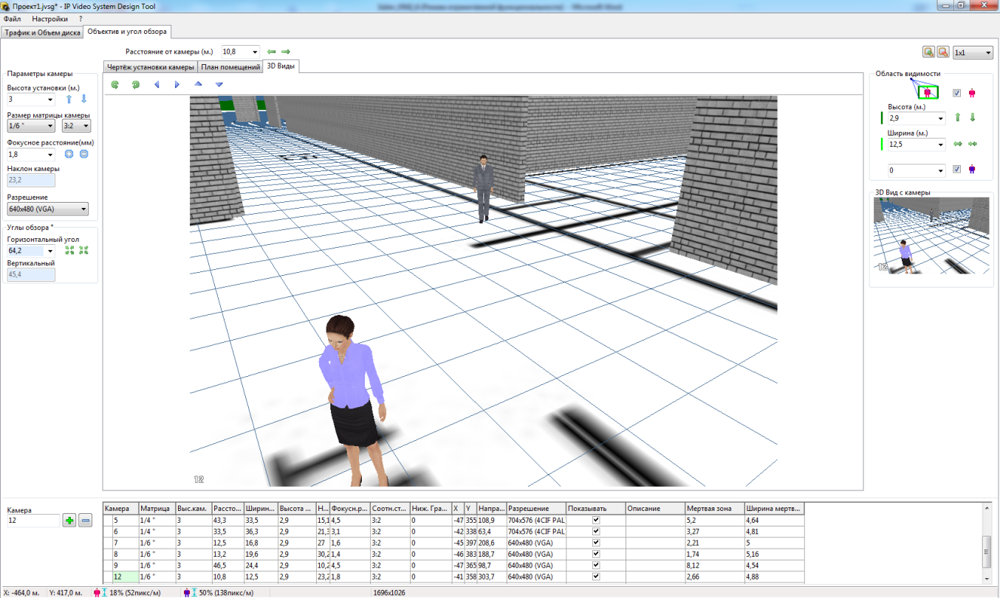 Проект1.jvsg* - IP Video System Design Tool
Файл Настройки ?
Трафик и Объем диска Объектив и угол обзора
Расстояние от камеры (м.) 10,8 1x1
Чертёж установки камеры План помещений 3D Виды
Параметры камеры
Высота установки (м.)
3
Размер матрицы камеры
1/6 " 3:2
Фокусное расстояние(мм)
1,8
Наклон камеры
23,2
Разрешение
640x480 (VGA)
Углы обзора °
Горизонтальный угол
64,2
Вертикальный
45,4
12
Область видимости
Высота (м.)
2,9
Ширина (м.)
12,5
0
3D Вид с камеры
12
Камера
12
Камера Матрица Выс.кам. Рассто... Ширин... Высота ... Н... Фокусн.р... Соотн.ст... Ниж. Гра... X Y Напра... Разрешение Показывать Описание Мертвая зона Ширина мертв...
5 1/4 " 3 43,3 33,5 2,9 15,1 4,5 3:2 0 -47 355 108,9 704x576 (4CIF PAL 5,2 4,64
6 1/4 " 3 33,5 36,3 2,9 21,3 3,1 3:2 0 -42 338 63,4 704x576 (4CIF PAL 3,27 4,81
7 1/6 " 3 12,5 16,8 2,9 27 1,6 3:2 0 -45 397 208,6 640x480 (VGA) 2,21 5
8 1/6 " 3 13,2 19,6 2,9 30,2 1,4 3:2 0 -46 383 188,7 640x480 (VGA) 1,74 5,16
9 1/6 " 3 46,5 24,4 2,9 10,2 4,5 3:2 0 -47 365 98,7 640x480 (VGA) 8,12 4,54
12 1/6 " 3 10,8 12,5 2,9 23,2 1,8 3:2 0 -41 358 303,7 640x480 (VGA) 2,66 4,88
X: -464,0 м. Y: 417,0 м. 18% (52пикс/м) 50% (138пикс/м) 1696x1026